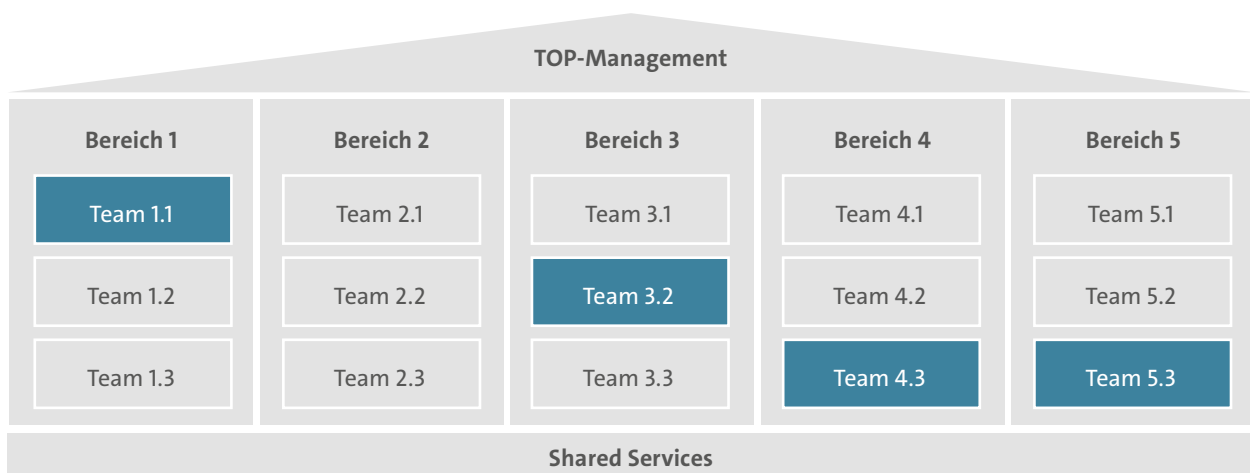 TOP-Management
Bereich 1
Bereich 2
Bereich 3
Bereich 4
Bereich 5
Team 1.1
Team 2.1
Team 3.1
Team 4.1
Team 5.1
Team 1.2
Team 2.2
Team 3.2
Team 4.2
Team 5.2
Team 1.3
Team 2.3
Team 3.3
Team 4.3
Team 5.3
Shared Services